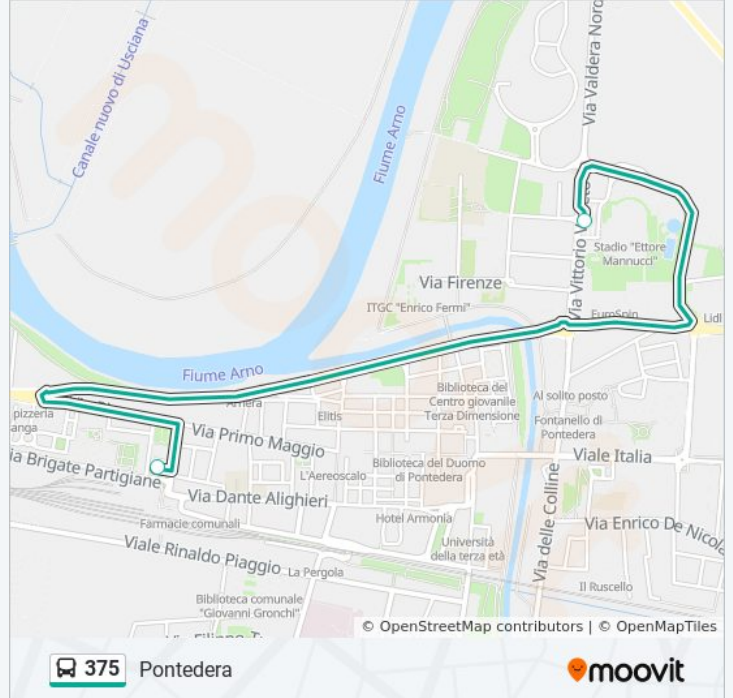 Via Valdera Nord
Canale nuovo di Usciana
Fiume Arno
Via Vittorio V
Stadio "Ettore
Mannucci"
Via Firenze
ITGC "Enrico Fermi"
EuroSpin
Lidl
Fiume Arno
pizzeria
anga
Arnera
Elitis
Biblioteca del
Centro giovanile
Terza Dimensione
Al solito posto
Fontanello di
Pontedera
Via Primo Maggio
ia Brigate Partigiane
L'Aereoscalo
Biblioteca del Duomo
di Pontedera
Viale Italia
Via Dante Alighieri
Hotel Armonia
Farmacie comunali
Via delle Colline
Via Enrico De Nicola
Università
della terza età
Viale Rinaldo Piaggio
La Pergola
Il Ruscello
Biblioteca comunale
"Giovanni Gronchi"
© OpenStreetMap contributors | © OpenMapTiles
375 Pontedera
moovit